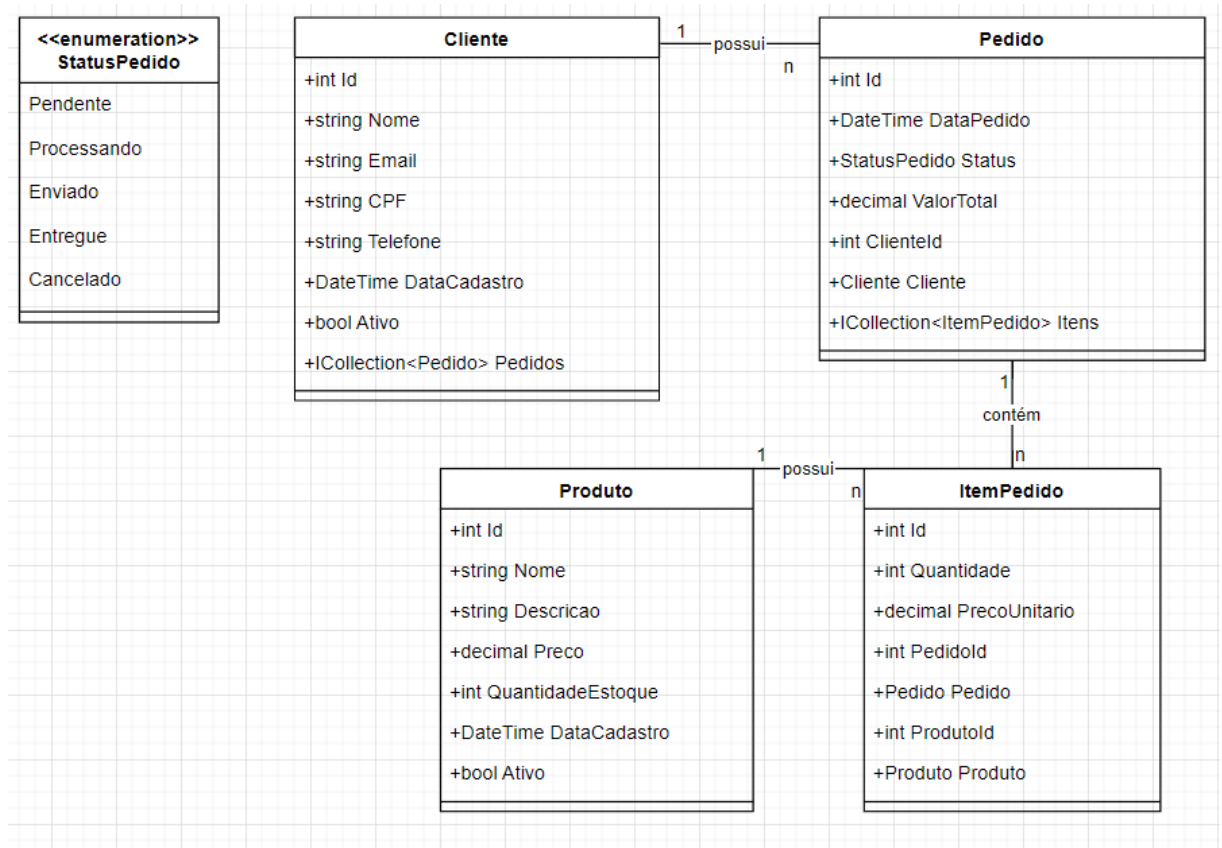 <<enumeration>>
StatusPedido
Pendente
Processando
Enviado
Entregue
Cancelado
Cliente
+int Id
+string Nome
+string Email
+string CPF
+string Telefone
+DateTime DataCadastro
+bool Ativo
+ICollection<Pedido> Pedidos
1
possui
n
Pedido
+int Id
+DateTime DataPedido
+StatusPedido Status
+decimal ValorTotal
+int ClienteId
+Cliente Cliente
+ICollection<ItemPedido> Itens
1
contém
n
Produto
+int Id
+string Nome
+string Descricao
+decimal Preco
+int QuantidadeEstoque
+DateTime DataCadastro
+bool Ativo
1
possui
n
ItemPedido
+int Id
+int Quantidade
+decimal PrecoUnitario
+int PedidoId
+Pedido Pedido
+int ProdutoId
+Produto Produto